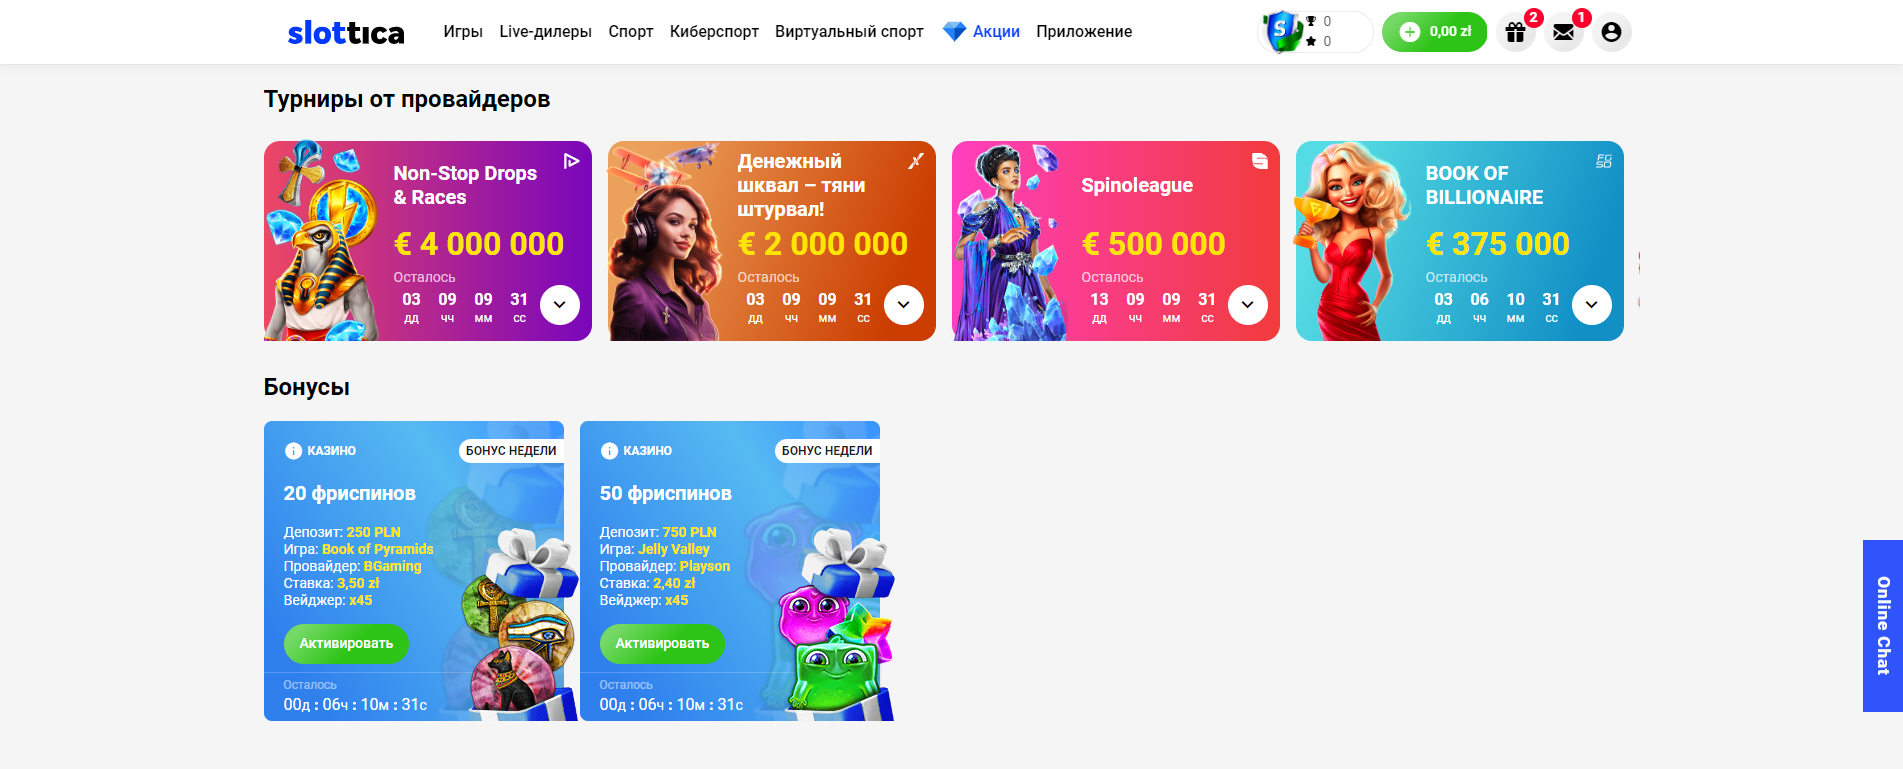 slottica
Игры Live-дилеры Спорт Киберспорт Виртуальный спорт Акции Приложение
S 0
0
0,00 zł
2
1
Турниры от провайдеров
Non-Stop Drops
& Races
€ 4 000 000
Осталось
03 09 09 31
дд чч мм сс
Денежный
шквал – тяни
штурвал!
€ 2 000 000
Осталось
03 09 09 31
дд чч мм сс
Spinoleague
€ 500 000
Осталось
13 09 09 31
дд чч мм сс
BOOK OF
BILLIONAIRE
€ 375 000
Осталось
03 06 10 31
дд чч мм сс
Бонусы
КАЗИНО БОНУС НЕДЕЛИ
20 фриспинов
Депозит: 250 PLN
Игра: Book of Pyramids
Провайдер: BGaming
Ставка: 3,50 zł
Вейджер: x45
Активировать
Осталось
00д : 06ч : 10м : 31с
КАЗИНО БОНУС НЕДЕЛИ
50 фриспинов
Депозит: 750 PLN
Игра: Jelly Valley
Провайдер: Playson
Ставка: 2,40 zł
Вейджер: x45
Активировать
Осталось
00д : 06ч : 10м : 31с
Online Chat